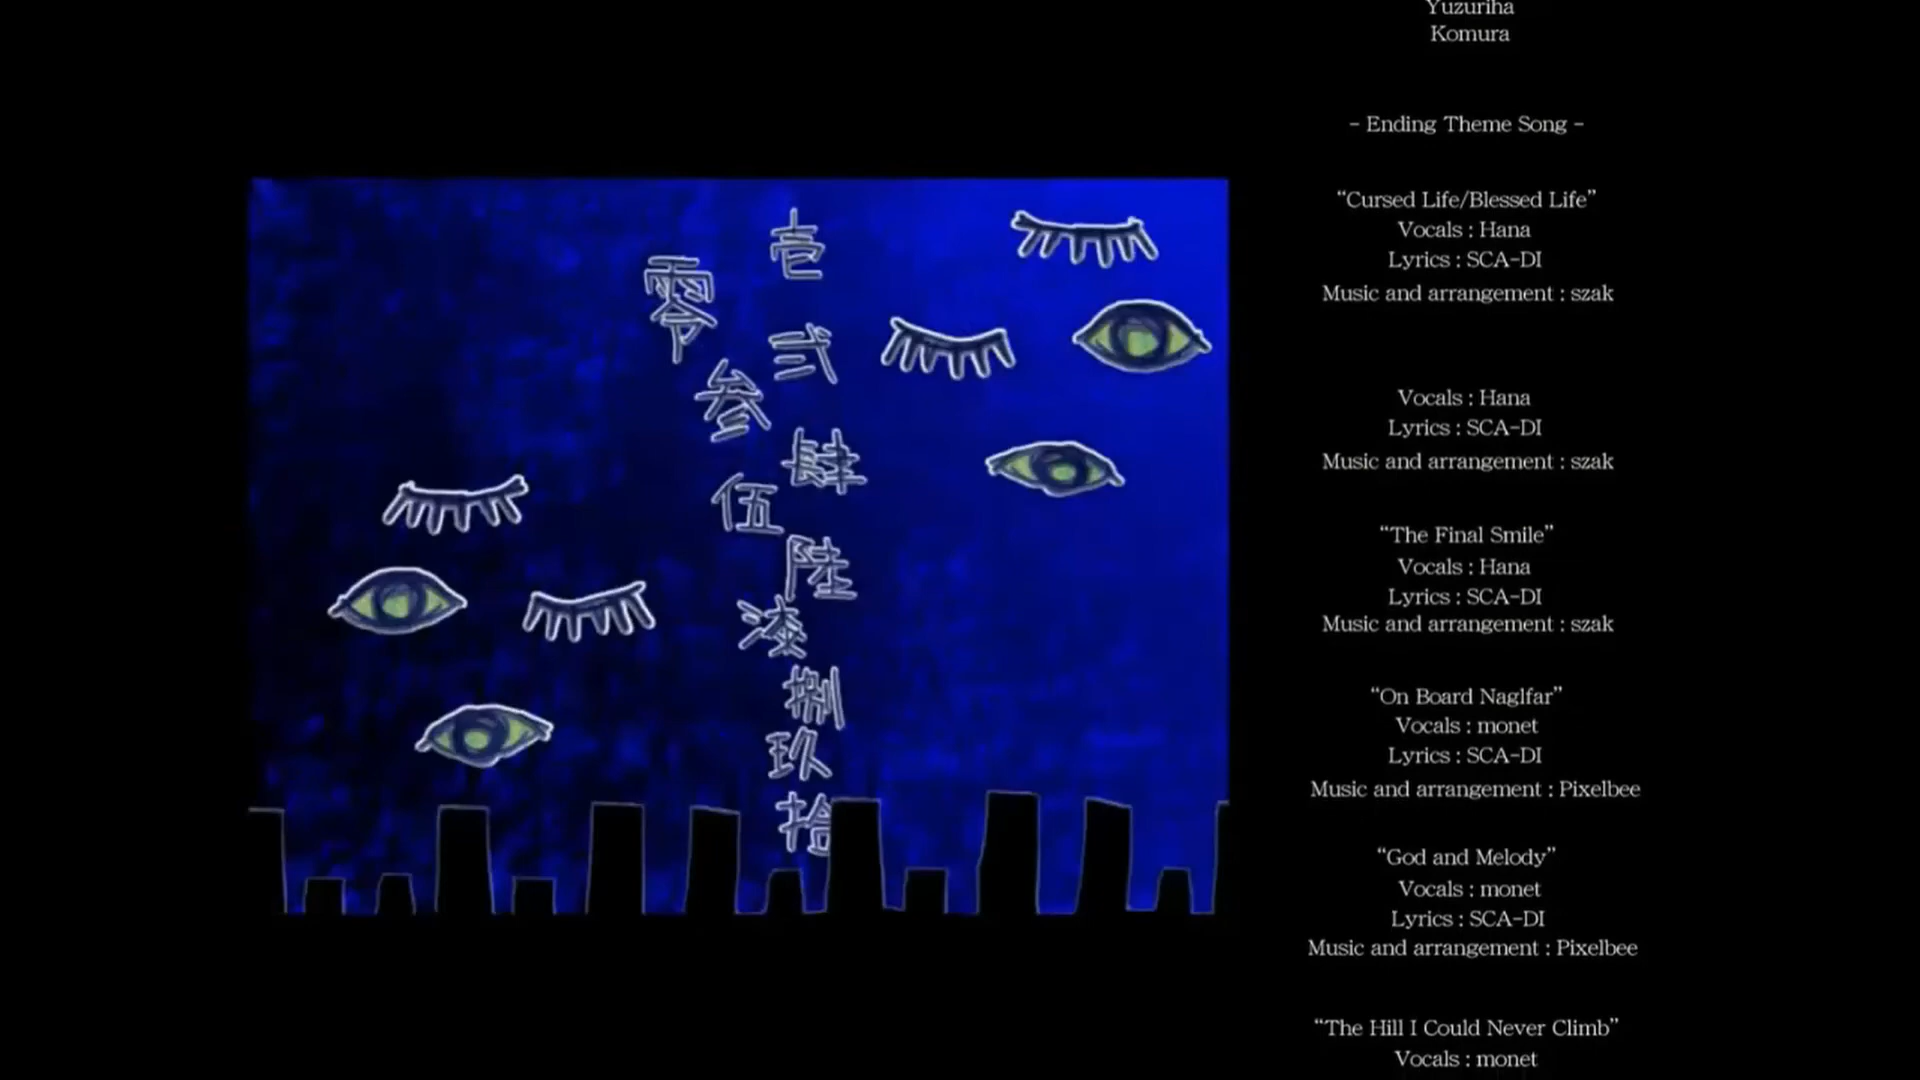 零
壱
弐
参
肆
伍
陸
漆
捌
玖
拾
Yuzuriha
Komura
- Ending Theme Song -
“Cursed Life/Blessed Life”
Vocals : Hana
Lyrics : SCA-DI
Music and arrangement : szak
Vocals : Hana
Lyrics : SCA-DI
Music and arrangement : szak
“The Final Smile”
Vocals : Hana
Lyrics : SCA-DI
Music and arrangement : szak
“On Board Naglfar”
Vocals : monet
Lyrics : SCA-DI
Music and arrangement : Pixelbee
“God and Melody”
Vocals : monet
Lyrics : SCA-DI
Music and arrangement : Pixelbee
“The Hill I Could Never Climb”
Vocals : monet